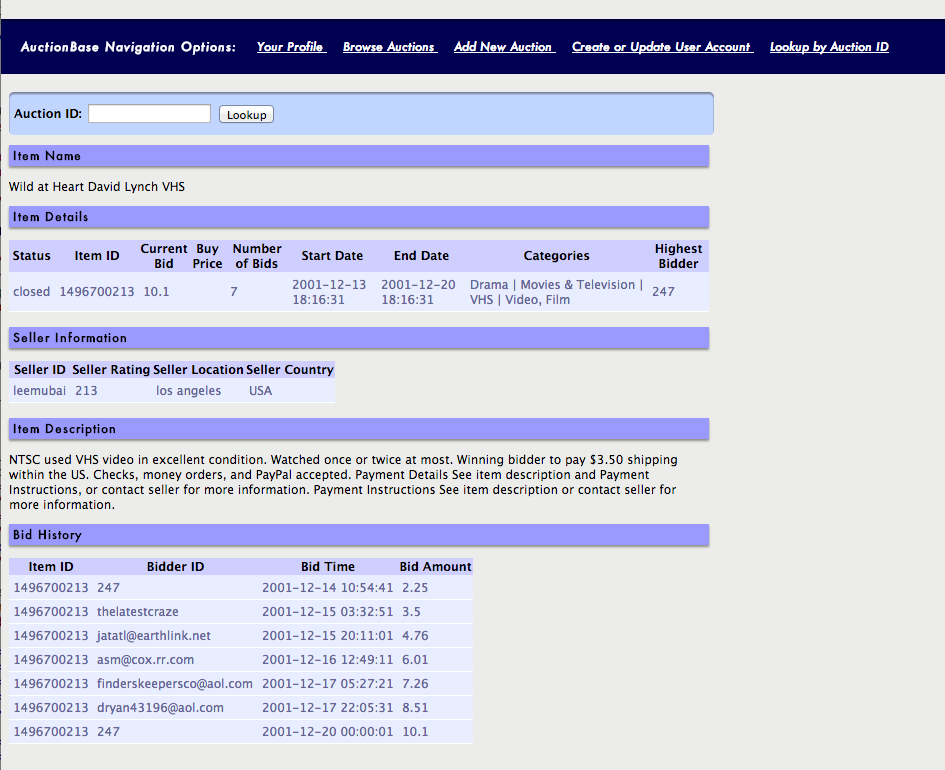 AuctionBase Navigation Options: Your Profile Browse Auctions Add New Auction Create or Update User Account Lookup by Auction ID
Auction ID: Lookup
Item Name
Wild at Heart David Lynch VHS
Item Details
Status Item ID Current Bid Buy Price Number of Bids Start Date End Date Categories Highest Bidder
closed 1496700213 10.1 7 2001-12-13 18:16:31 2001-12-20 18:16:31 Drama | Movies & Television | VHS | Video, Film 247
Seller Information
Seller ID Seller Rating Seller Location Seller Country
leemubai 213 los angeles USA
Item Description
NTSC used VHS video in excellent condition. Watched once or twice at most. Winning bidder to pay $3.50 shipping
within the US. Checks, money orders, and PayPal accepted. Payment Details See item description and Payment
Instructions, or contact seller for more information. Payment Instructions See item description or contact seller for
more information.
Bid History
Item ID Bidder ID Bid Time Bid Amount
1496700213 247 2001-12-14 10:54:41 2.25
1496700213 thelatestcraze 2001-12-15 03:32:51 3.5
1496700213 jatatl@earthlink.net 2001-12-15 20:11:01 4.76
1496700213 asm@cox.rr.com 2001-12-16 12:49:11 6.01
1496700213 finderskeepersco@aol.com 2001-12-17 05:27:21 7.26
1496700213 dryan43196@aol.com 2001-12-17 22:05:31 8.51
1496700213 247 2001-12-20 00:00:01 10.1